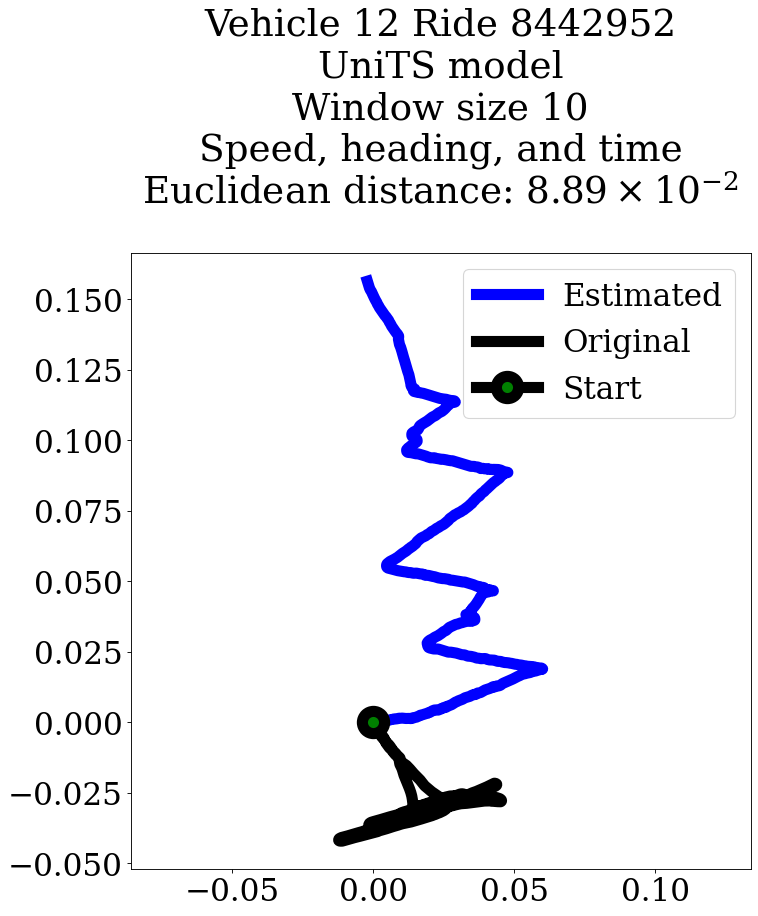 Vehicle 12 Ride 8442952
UniTS model
Window size 10
Speed, heading, and time
Euclidean distance: 8.89 × 10⁻²
Estimated
Original
Start
0.150
0.125
0.100
0.075
0.050
0.025
0.000
−0.025
−0.050
−0.05 0.00 0.05 0.10